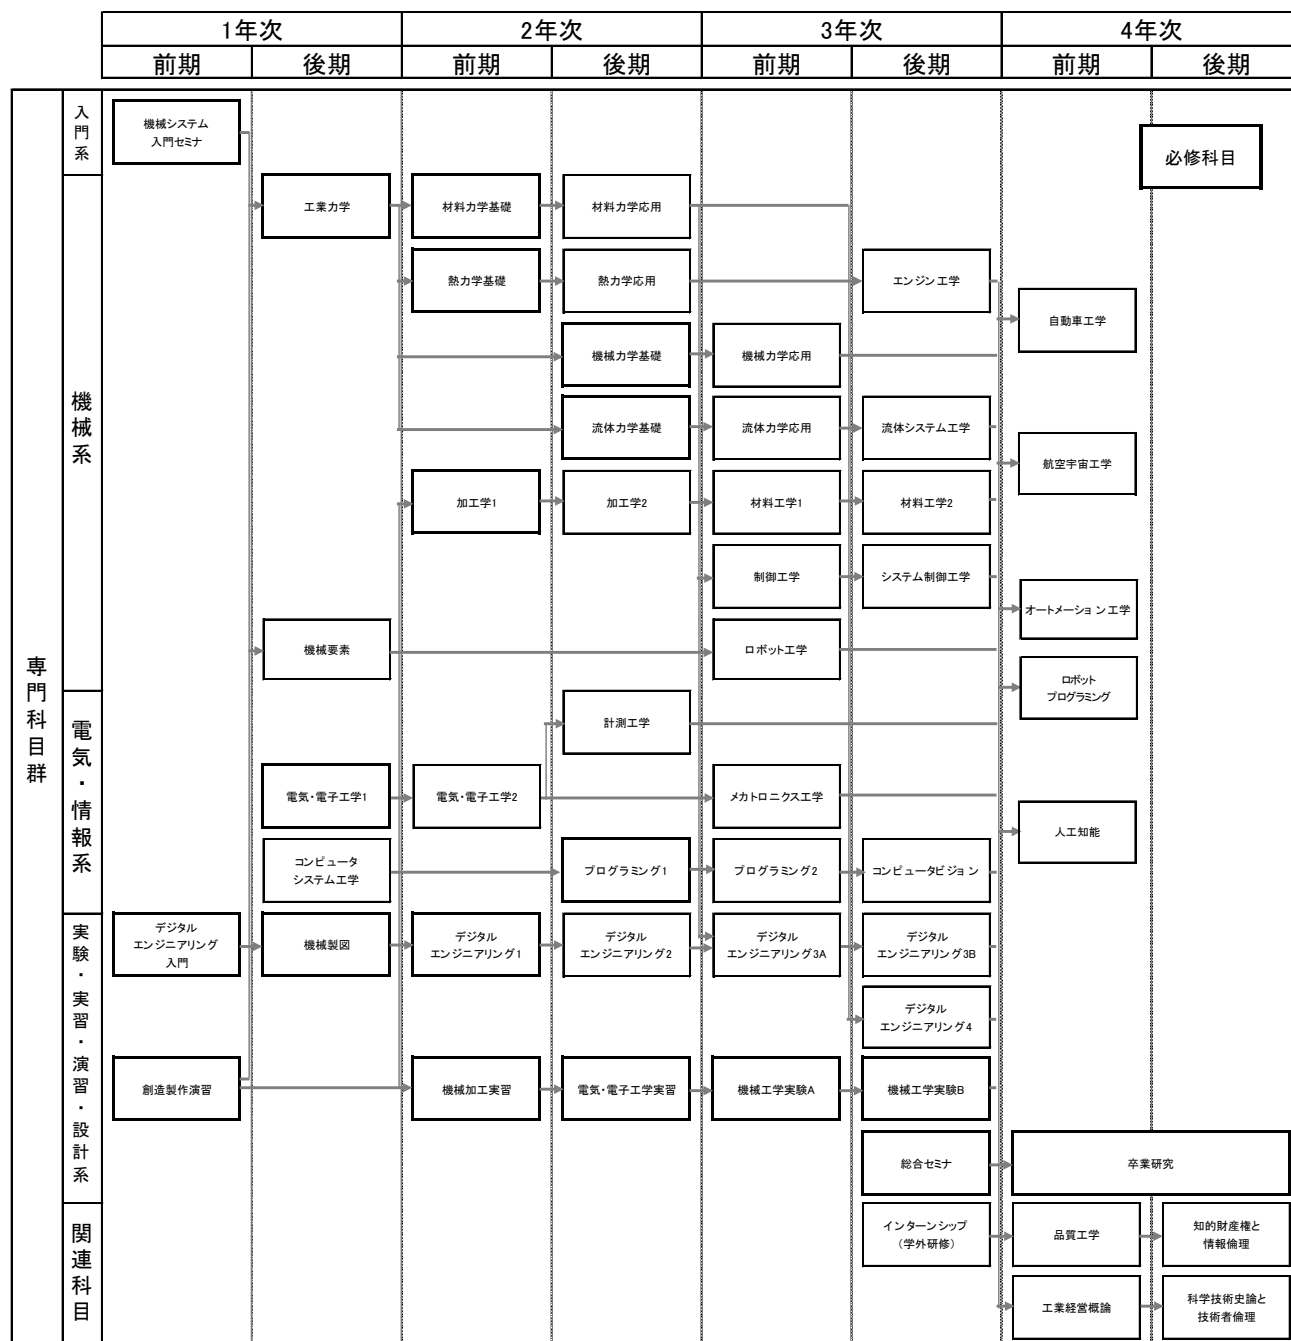 1年次 2年次 3年次 4年次
前期 後期 前期 後期 前期 後期 前期 後期
専門科目群
入門系
機械システム
入門セミナ
必修科目
機械系
工業力学 材料力学基礎 材料力学応用
熱力学基礎 熱力学応用 エンジン工学
自動車工学
機械力学基礎 機械力学応用
流体力学基礎 流体力学応用 流体システム工学
航空宇宙工学
加工学1 加工学2 材料工学1 材料工学2
制御工学 システム制御工学
オートメーション工学
機械要素 ロボット工学
ロボット
プログラミング
電気・情報系
計測工学
電気・電子工学1 電気・電子工学2 メカトロニクス工学
人工知能
コンピュータ
システム工学
プログラミング1 プログラミング2 コンピュータビジョン
実験・実習・演習・設計系
デジタル
エンジニアリング
入門
機械製図
デジタル
エンジニアリング1
デジタル
エンジニアリング2
デジタル
エンジニアリング3A
デジタル
エンジニアリング3B
デジタル
エンジニアリング4
創造製作演習 機械加工実習 電気・電子工学実習 機械工学実験A 機械工学実験B
総合セミナ 卒業研究
関連科目
インターンシップ
(学外研修)
品質工学
知的財産権と
情報倫理
工業経営概論
科学技術史論と
技術者倫理